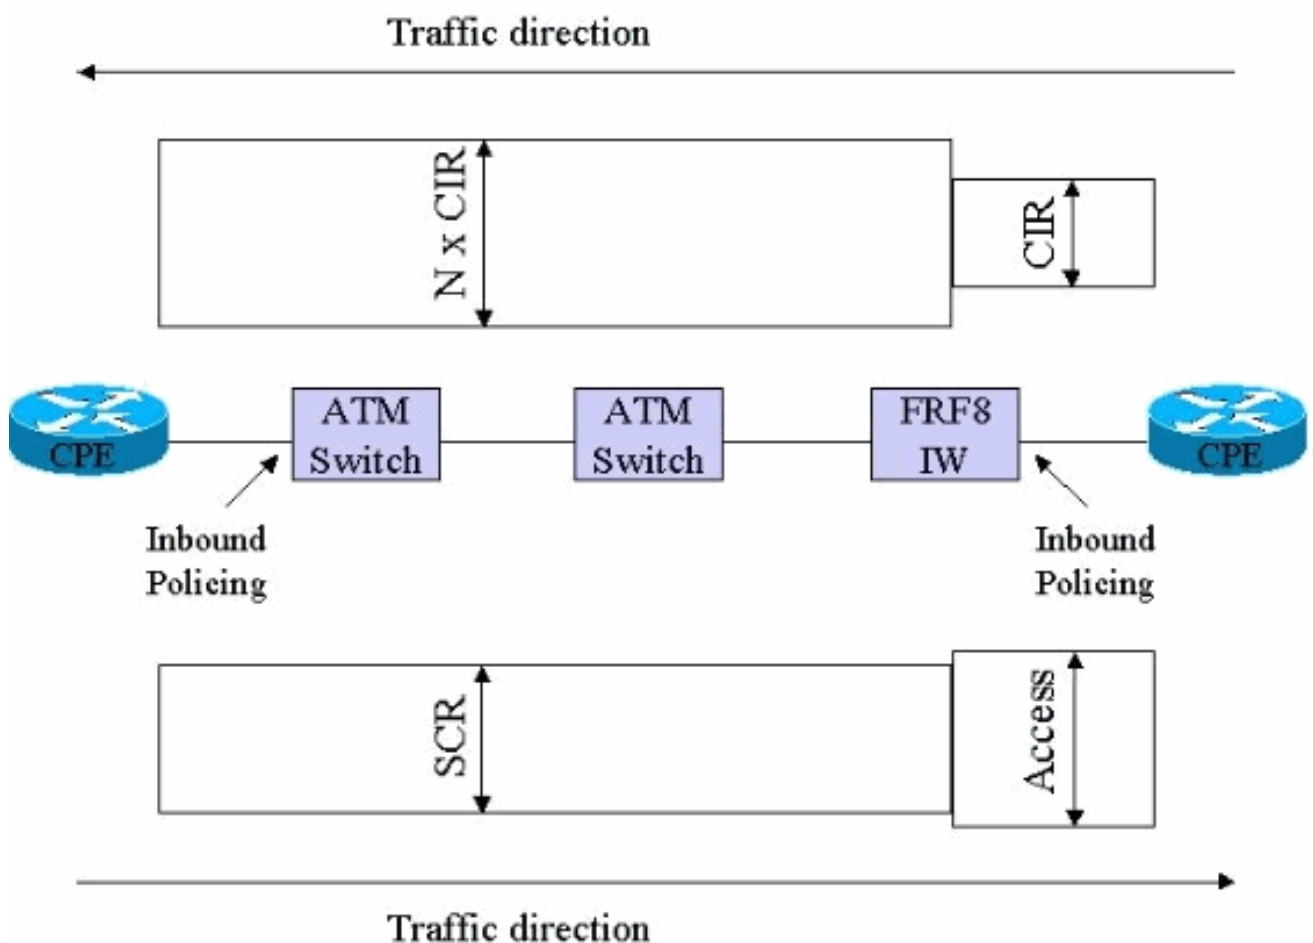 Traffic direction
N x CIR
CIR
CPE
ATM
Switch
ATM
Switch
FRF8
IW
CPE
Inbound
Policing
Inbound
Policing
SCR
Access
Traffic direction